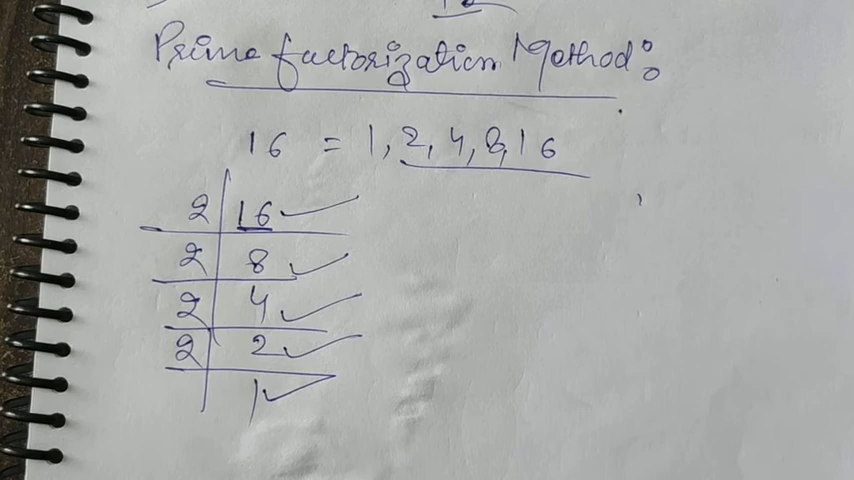 Prime factorization Method:
16 = 1, 2, 4, 8, 16
2 | 16 ✓
2 | 8 ✓
2 | 4 ✓
2 | 2 ✓
1 ✓